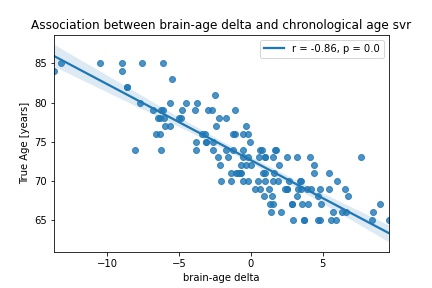 Association between brain-age delta and chronological age svr
r = -0.86, p = 0.0
True Age [years]
85
80
75
70
65
−10
−5
0
5
brain-age delta